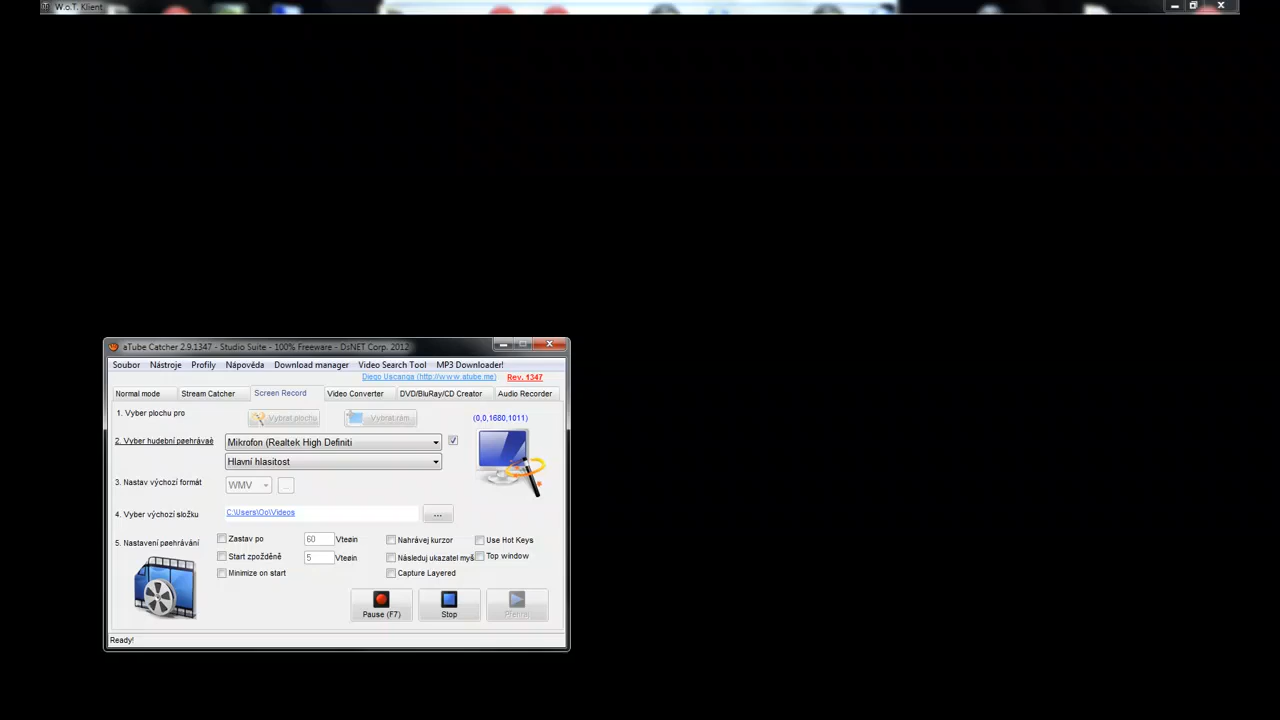 W.o.T. Klient
aTube Catcher 2.9.1347 - Studio Suite - 100% Freeware - DsNET Corp. 2012
Soubor Nástroje Profily Nápovìda Download manager Video Search Tool MP3 Downloader!
Diego Uscanga (http://www.atube.me) Rev. 1347
Normal mode Stream Catcher Screen Record Video Converter DVD/BluRay/CD Creator Audio Recorder
1. Vyber plochu pro Vybrat plochu Vybrat rám (0,0,1680,1011)
2. Vyber hudební pøehrávaè Mikrofon (Realtek High Definiti
Hlavní hlasitost
3. Nastav výchozí formát WMV ...
4. Vyber výchozí složku C:\Users\Oo\Videos ...
5. Nastavení pøehrávání Zastav po 60 Vteøin Nahrávej kurzor Use Hot Keys
Start zpoždìnì 5 Vteøin Následuj ukazatel myš Top window
Minimize on start Capture Layered
Pause (F7) Stop Pøehraj
Ready!